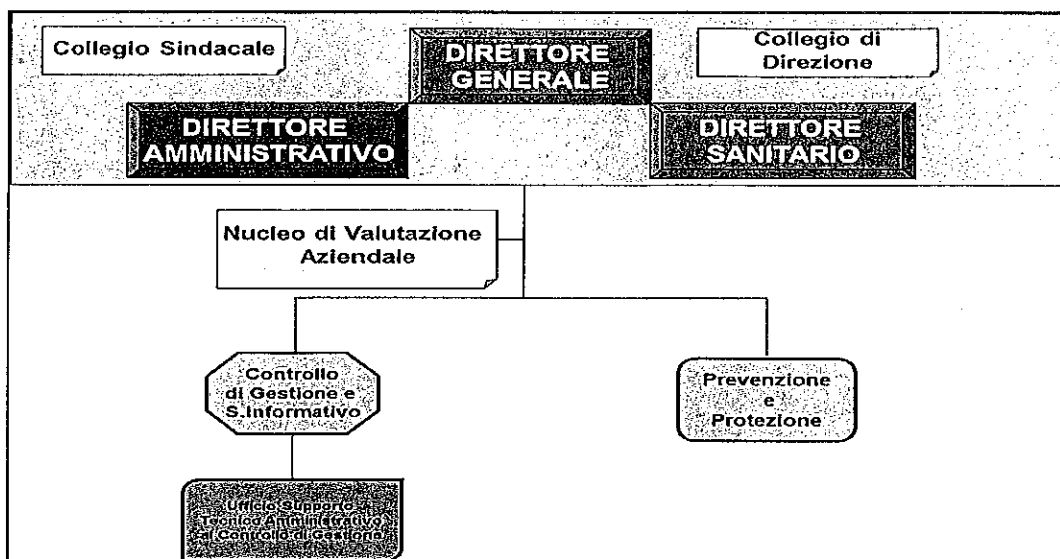 Collegio Sindacale
DIRETTORE
GENERALE
Collegio di
Direzione
DIRETTORE
AMMINISTRATIVO
DIRETTORE
SANITARIO
Nucleo di Valutazione
Aziendale
Controllo
di Gestione e
S.Informativo
Prevenzione
e
Protezione
Ufficio Supporto
Tecnico Amministrativo
al Controllo di Gestione